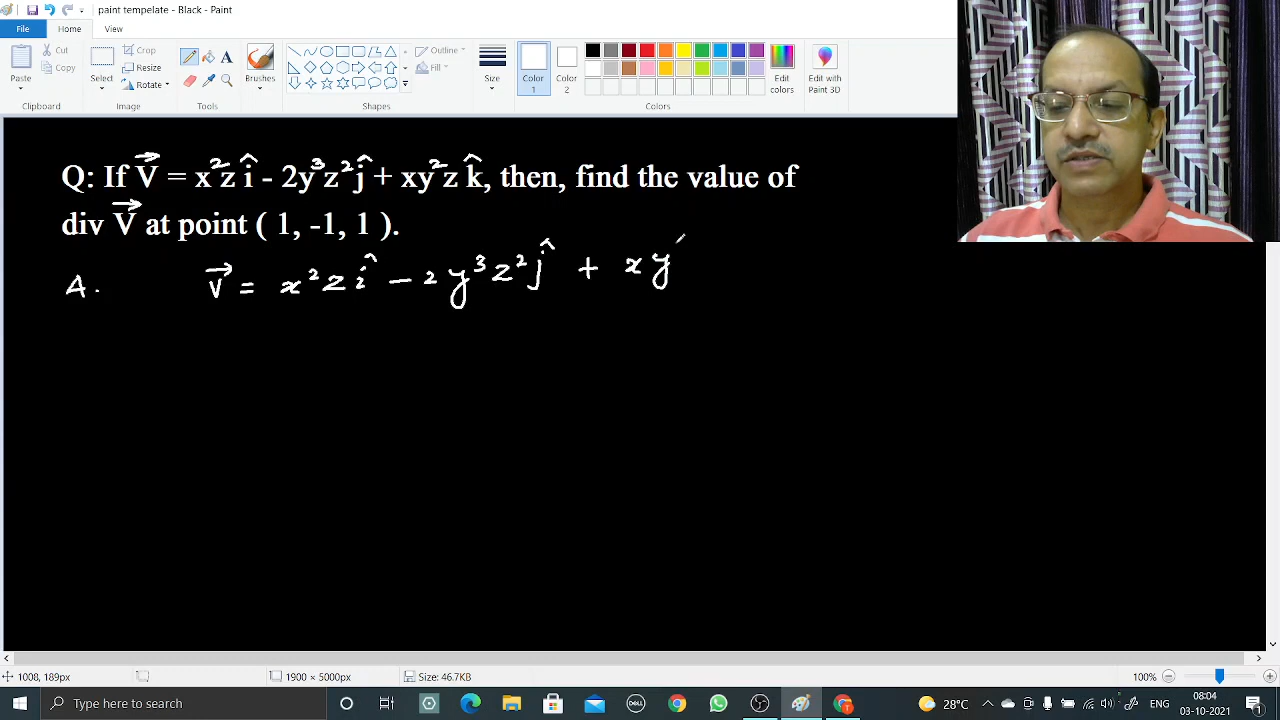 paint tempelate - Black - Paint
File Home View
Paste Cut Copy Select Crop Resize Rotate Brushes Outline Fill Size Color 1 Color 2 Edit colors Edit with Paint 3D
Clipboard Image Tools Shapes Colors
Q: If V⃗ = x²z î - 2y³z² ĵ + xy²z k̂, then, find the value of
div V⃗ at point ( 1, -1, 1 ).
A. V⃗ = x²z î - 2y³z² ĵ + xy
1008, 189px 1900 × 5000px Size: 46.7KB 100%
Type here to search 28°C ENG 08:04
03-10-2021